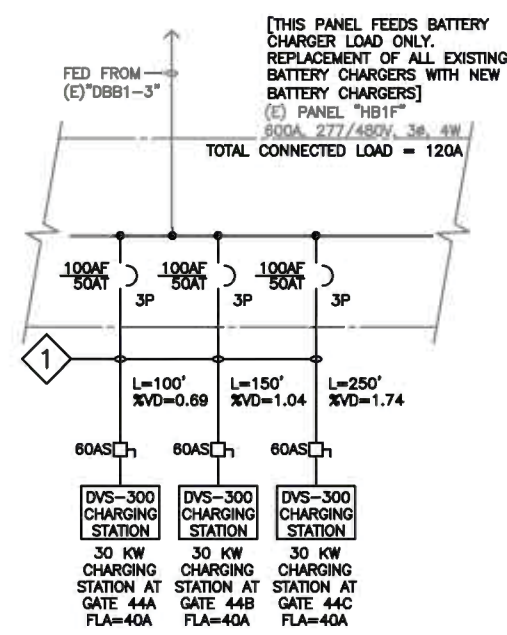 [THIS PANEL FEEDS BATTERY
CHARGER LOAD ONLY.
REPLACEMENT OF ALL EXISTING
BATTERY CHARGERS WITH NEW
BATTERY CHARGERS]
(E) PANEL "HB1F"
600A, 277/480V, 3ø, 4W
TOTAL CONNECTED LOAD = 120A
FED FROM
(E)"DBB1-3"
100AF 100AF 100AF
50AT 50AT 50AT
3P 3P 3P
1
L=100' L=150' L=250'
%VD=0.69 %VD=1.04 %VD=1.74
60AS 60AS 60AS
DVS-300 DVS-300 DVS-300
CHARGING CHARGING CHARGING
STATION STATION STATION
30 KW 30 KW 30 KW
CHARGING CHARGING CHARGING
STATION AT STATION AT STATION AT
GATE 44A GATE 44B GATE 44C
FLA=40A FLA=40A FLA=40A